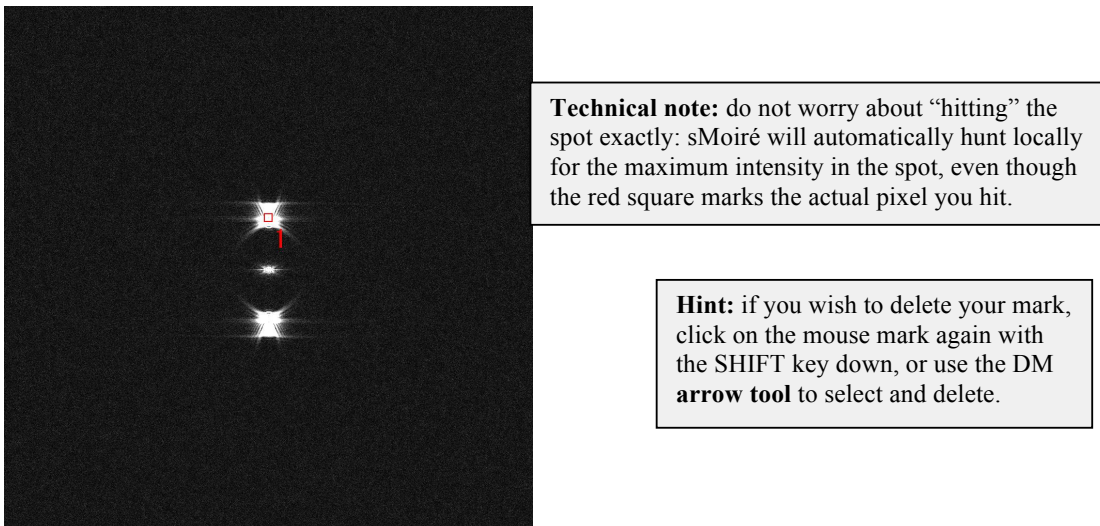 Technical note: do not worry about “hitting” the
spot exactly: sMoiré will automatically hunt locally
for the maximum intensity in the spot, even though
the red square marks the actual pixel you hit.
Hint: if you wish to delete your mark,
click on the mouse mark again with
the SHIFT key down, or use the DM
arrow tool to select and delete.